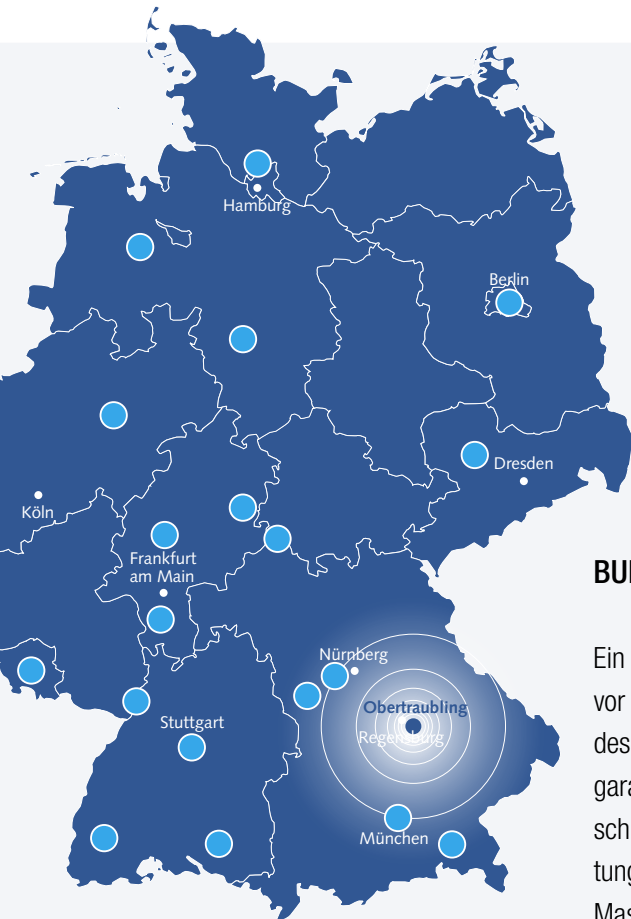 Hamburg
Berlin
Dresden
Köln
Frankfurt
am Main
Nürnberg
Obertraubling
Regensburg
Stuttgart
München
BU
Ein
vor
des
gara
sch
tung
Mas